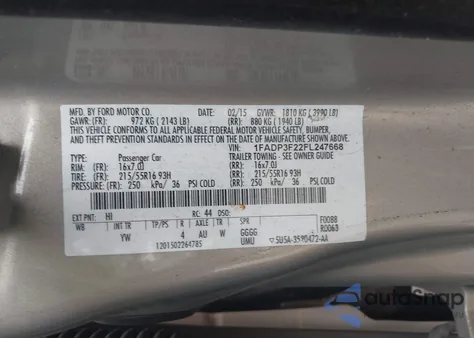 MFD. BY FORD MOTOR CO.
02/15 GVWR: 1810 KG ( 3990 LB)
GAWR: (FR) 972 KG ( 2143 LB) (RR) 880 KG ( 1940 LB)
THIS VEHICLE CONFORMS TO ALL APPLICABLE FEDERAL MOTOR VEHICLE SAFETY, BUMPER,
AND THEFT PREVENTION STANDARDS IN EFFECT ON THE DATE OF MANUFACTURE SHOWN ABOVE.
VIN: 1FADP3F22FL247668
TYPE: Passenger Car TRAILER TOWING - SEE OWNER GUIDE
RIM: (FR) 16x7.0J (RR) 16x7.0J
TIRE: (FR) 215/55R16 93H (RR) 215/55R16 93H
PRESSURE: (FR) 250 kPa/ 36 PSI COLD (RR) 250 kPa/ 36 PSI COLD
EXT PNT: HI RC: 44 DSO:
WB INT TR TP/PS R AXLE TR SPR
YW 4 AU W GGGG
1201502264785 UMU 5U5A-3520472-AA
AutoSnap